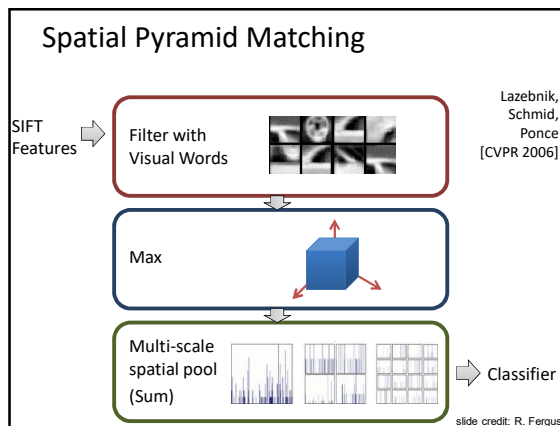 Spatial Pyramid Matching
SIFT
Features
Filter with
Visual Words
Lazebnik,
Schmid,
Ponce
[CVPR 2006]
Max
Multi-scale
spatial pool
(Sum)
Classifier
slide credit: R. Fergus